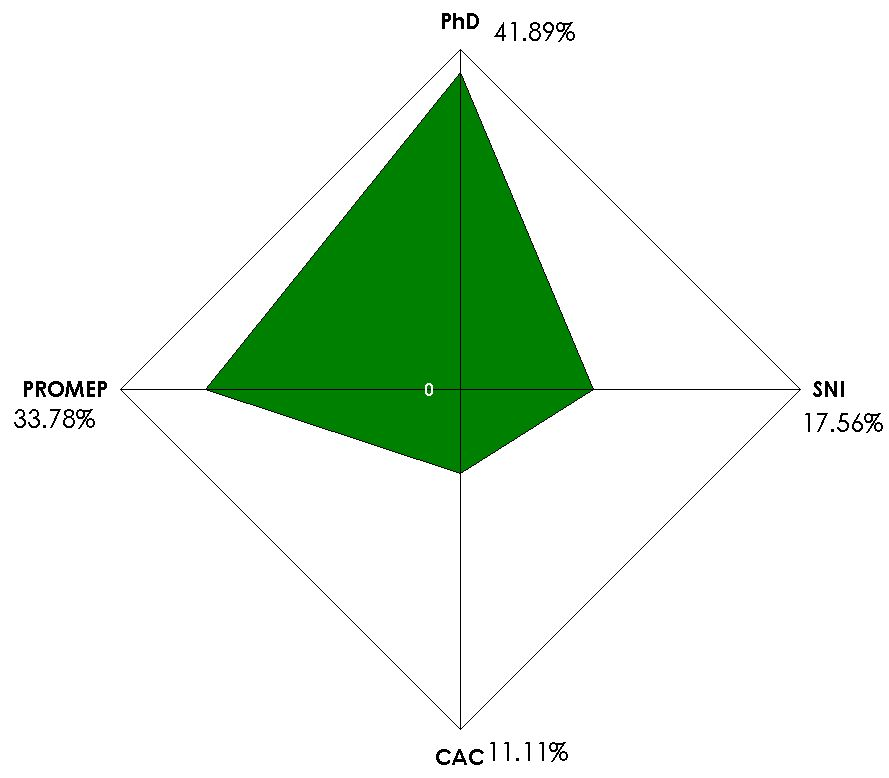 PhD
41.89%
PROMEP
33.78%
0
SNI
17.56%
CAC 11.11%